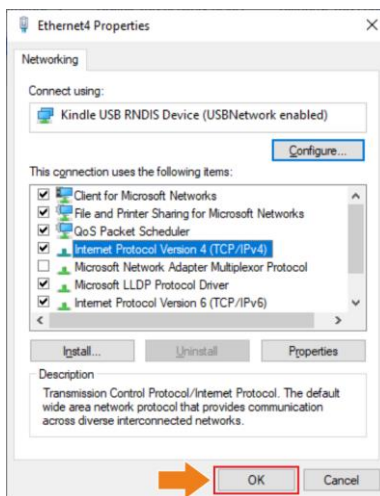 Ethernet4 Properties
Networking
Connect using:
Kindle USB RNDIS Device (USBNetwork enabled)
Configure...
This connection uses the following items:
Client for Microsoft Networks
File and Printer Sharing for Microsoft Networks
QoS Packet Scheduler
Internet Protocol Version 4 (TCP/IPv4)
Microsoft Network Adapter Multiplexor Protocol
Microsoft LLDP Protocol Driver
Internet Protocol Version 6 (TCP/IPv6)
Install...
Uninstall
Properties
Description
Transmission Control Protocol/Internet Protocol. The default
wide area network protocol that provides communication
across diverse interconnected networks.
OK
Cancel